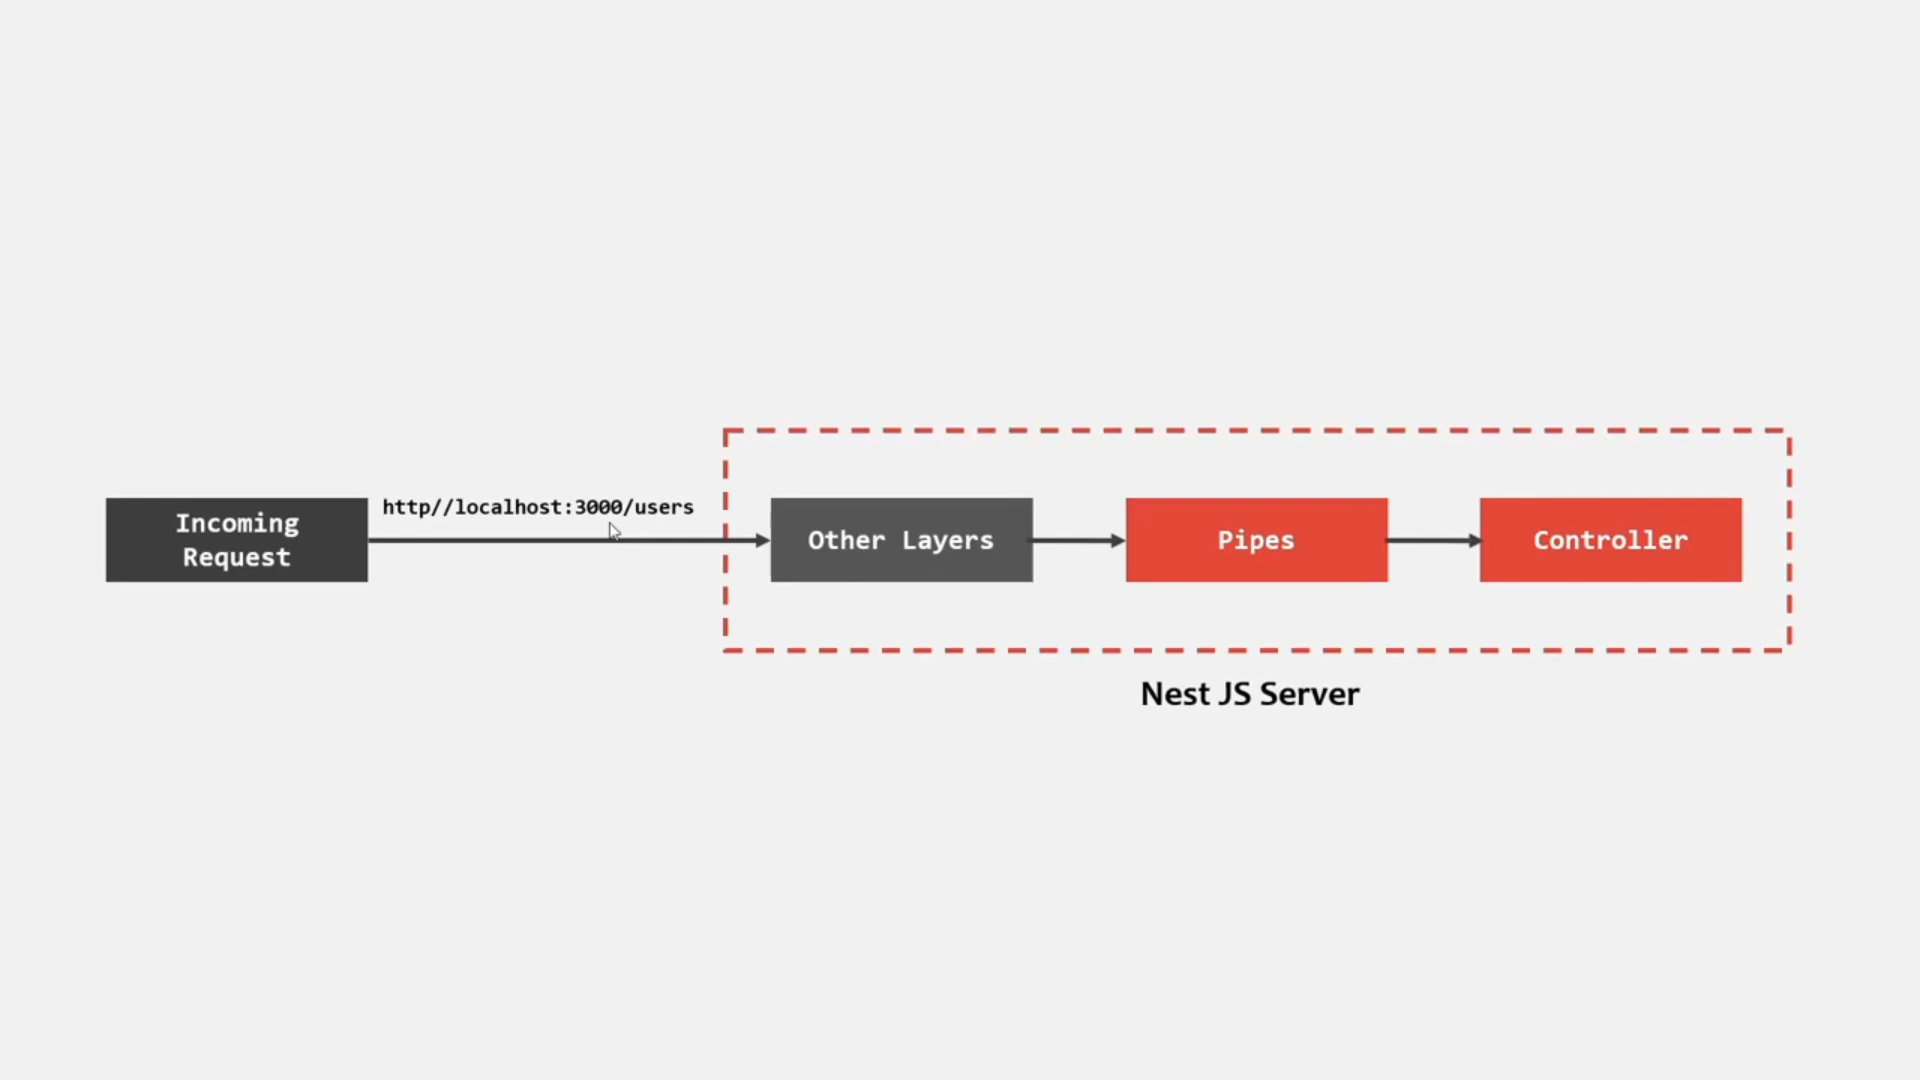 Incoming
Request
http//localhost:3000/users
Other Layers
Pipes
Controller
Nest JS Server